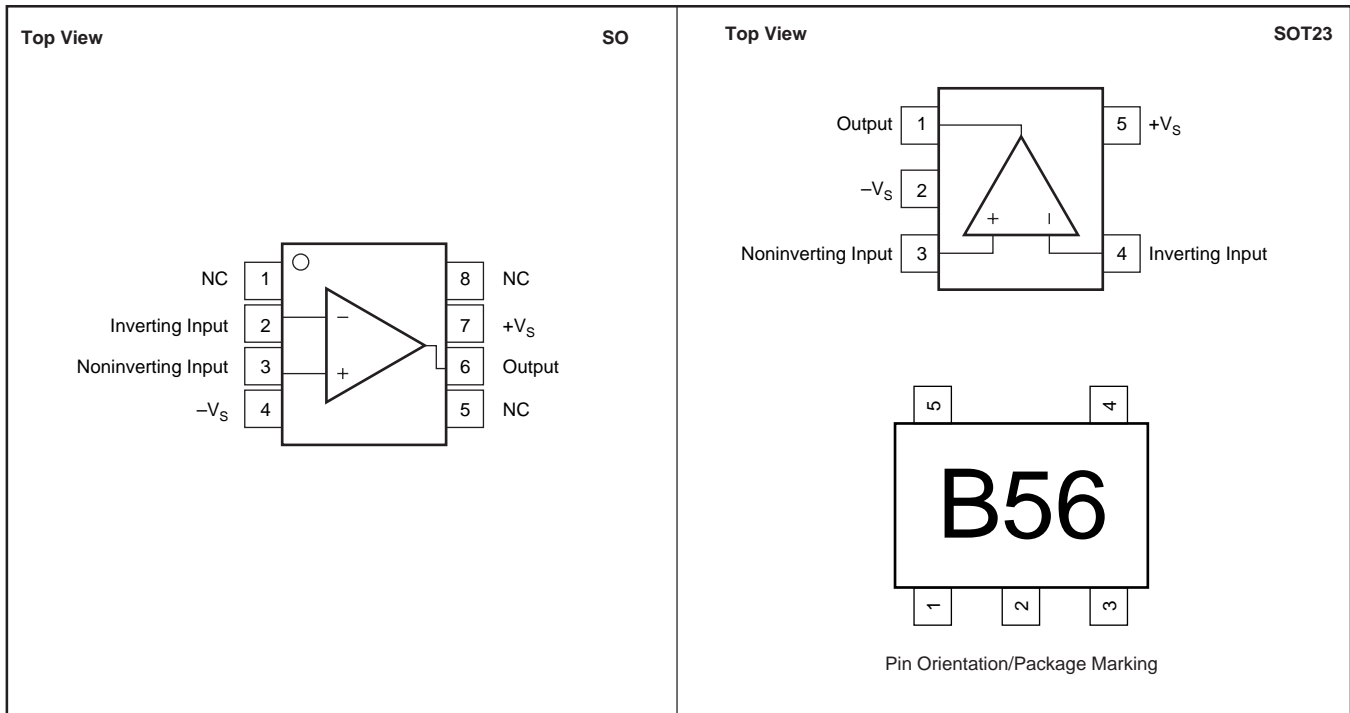 Top View SO
NC 1 8 NC
Inverting Input 2 − 7 +VS
Noninverting Input 3 + 6 Output
–VS 4 5 NC
Top View SOT23
Output 1 5 +VS
–VS 2
+ −
Noninverting Input 3 4 Inverting Input
5 4
B56
1 2 3
Pin Orientation/Package Marking